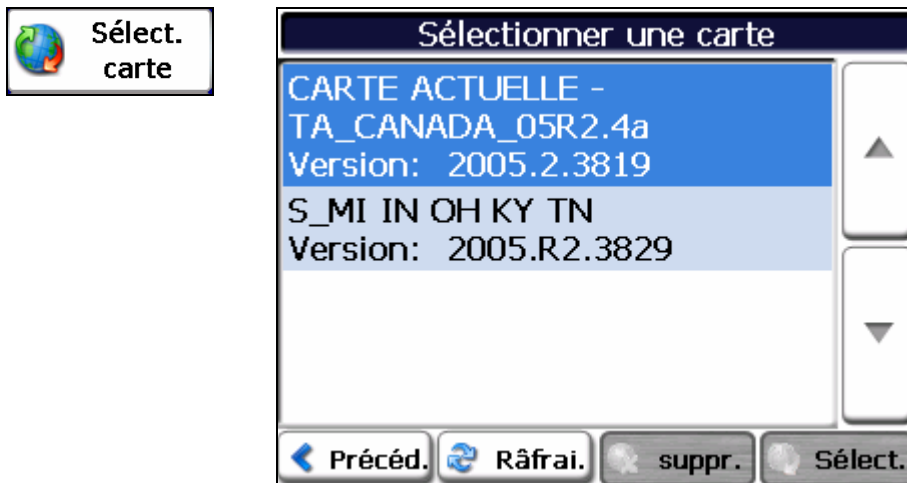 Sélect.
carte
Sélectionner une carte
CARTE ACTUELLE -
TA_CANADA_05R2.4a
Version: 2005.2.3819
S_MI IN OH KY TN
Version: 2005.R2.3829
Précéd. Râfrai. suppr. Sélect.